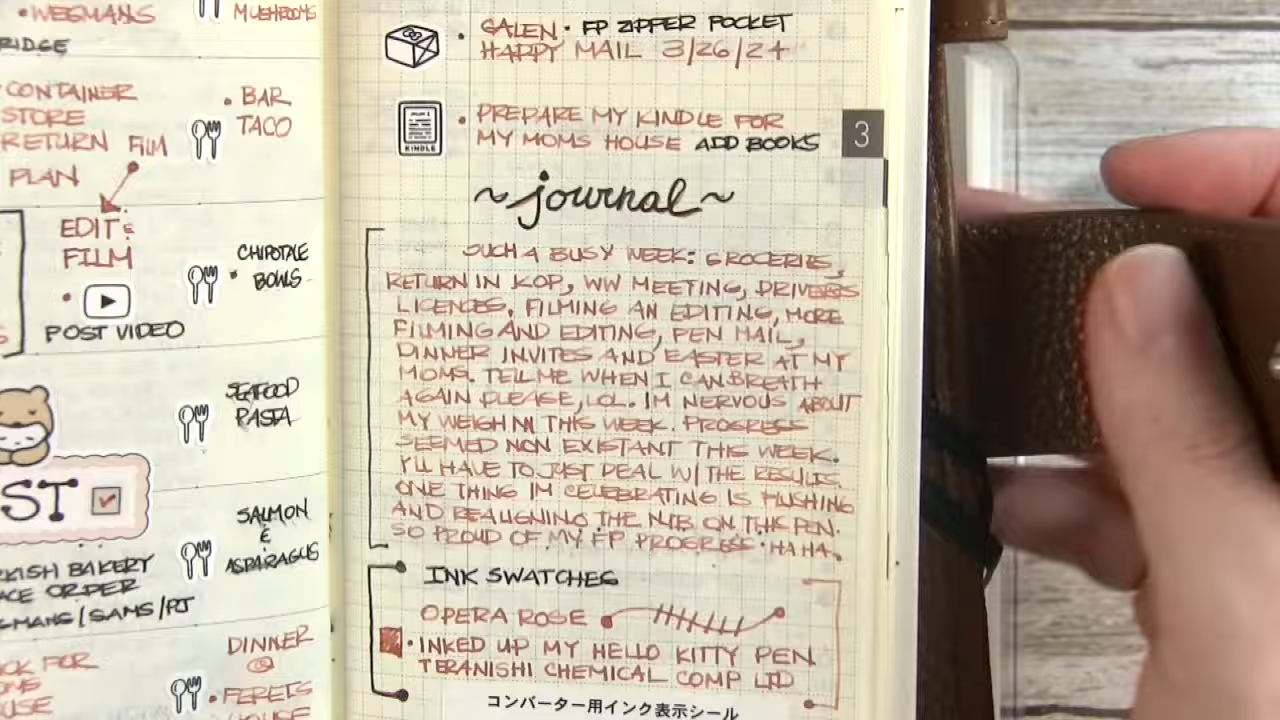 • WEGMANS
MUSHROOMS
RIDGE
• CONTAINER
STORE
RETURN FILM
PLAN
• BAR
TACO
EDIT &
FILM
• CHIPOTLE
BOWLS
POST VIDEO
SEAFOOD
PASTA
ST
SALMON
&
ASPARAGUS
RKISH BAKERY
ACE ORDER
GMANS/SAMS/PJ
DINNER
@
CK FOR
OMS
USE
• FERETS
HOUSE
• GALEN • FP ZIPPER POCKET
HAPPY MAIL 3/26/24
KINDLE
• PREPARE MY KINDLE FOR
MY MOMS HOUSE ADD BOOKS
3
~journal~
SUCH A BUSY WEEK: GROCERIES,
RETURN IN KOP, WW MEETING, DRIVERS
LICENCES, FILMING AN EDITING, MORE
FILMING AND EDITING, PEN MAIL,
DINNER INVITES AND EASTER AT MY
MOMS. TELL ME WHEN I CAN BREATH
AGAIN PLEASE, LOL. IM NERVOUS ABOUT
MY WEIGH IN THIS WEEK. PROGRESS
SEEMED NON EXISTANT THIS WEEK.
I'LL HAVE TO JUST DEAL W/ THE RESULTS.
ONE THING IM CELEBRATING IS FLUSHING
AND REALIGNING THE NIB ON THIS PEN.
SO PROUD OF MY FP PROGRESS • HA HA.
INK SWATCHES
OPERA ROSE
• INKED UP MY HELLO KITTY PEN
TERANISHI CHEMICAL COMP LTD
コンバーター用インク表示シール